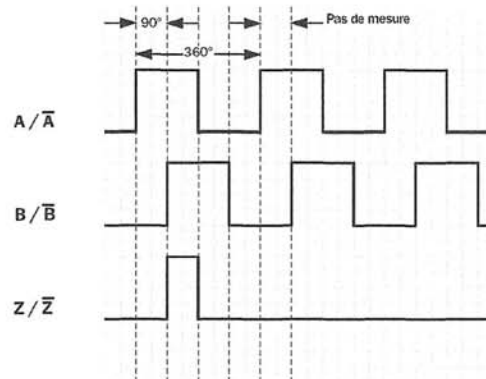 90° Pas de mesure
360°
A / A̅
B / B̅
Z / Z̅